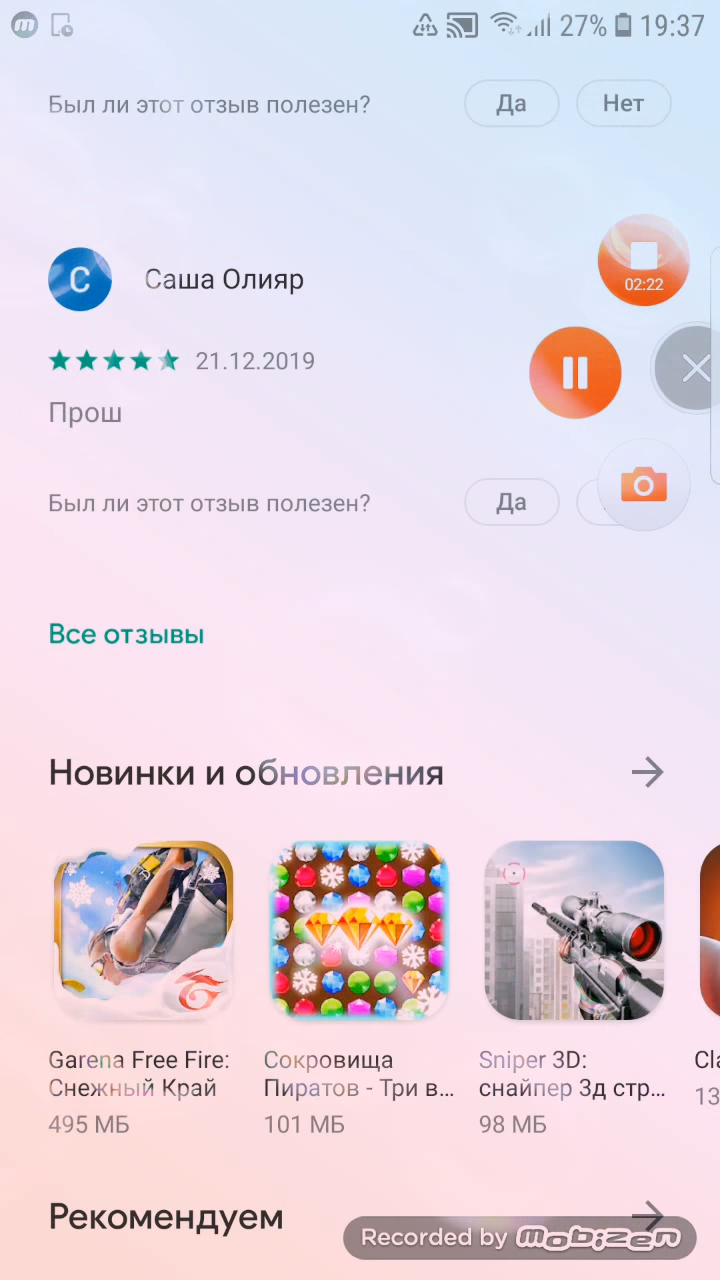 27% 19:37
Был ли этот отзыв полезен? Да Нет
С Саша Олияр
02:22
21.12.2019
Прош
Был ли этот отзыв полезен? Да
Все отзывы
Новинки и обновления
Garena Free Fire: Сокровища Sniper 3D: Cla
Снежный Край Пиратов - Три в... снайпер 3д стр...
495 МБ 101 МБ 98 МБ 13
Рекомендуем
Recorded by mobizen